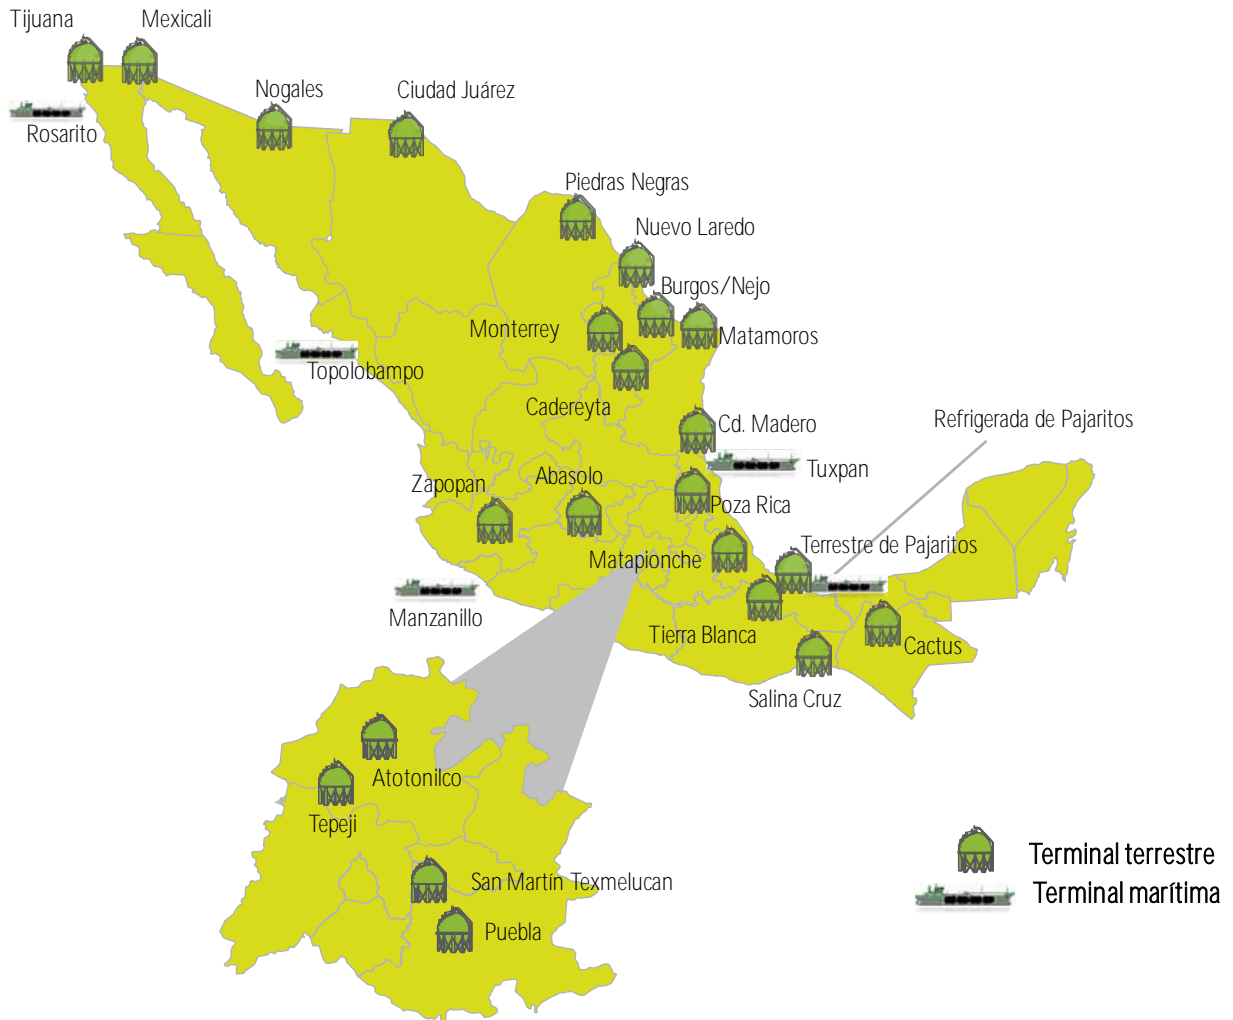 Tijuana
Mexicali
Nogales
Ciudad Juárez
Rosarito
Piedras Negras
Nuevo Laredo
Burgos/Nejo
Monterrey
Matamoros
Topolobampo
Cadereyta
Cd. Madero
Refrigerada de Pajaritos
Tuxpan
Abasolo
Zapopan
Poza Rica
Terrestre de Pajaritos
Matapionche
Manzanillo
Tierra Blanca
Cactus
Salina Cruz
Atotonilco
Tepeji
San Martín Texmelucan
Puebla
Terminal terrestre
Terminal marítima